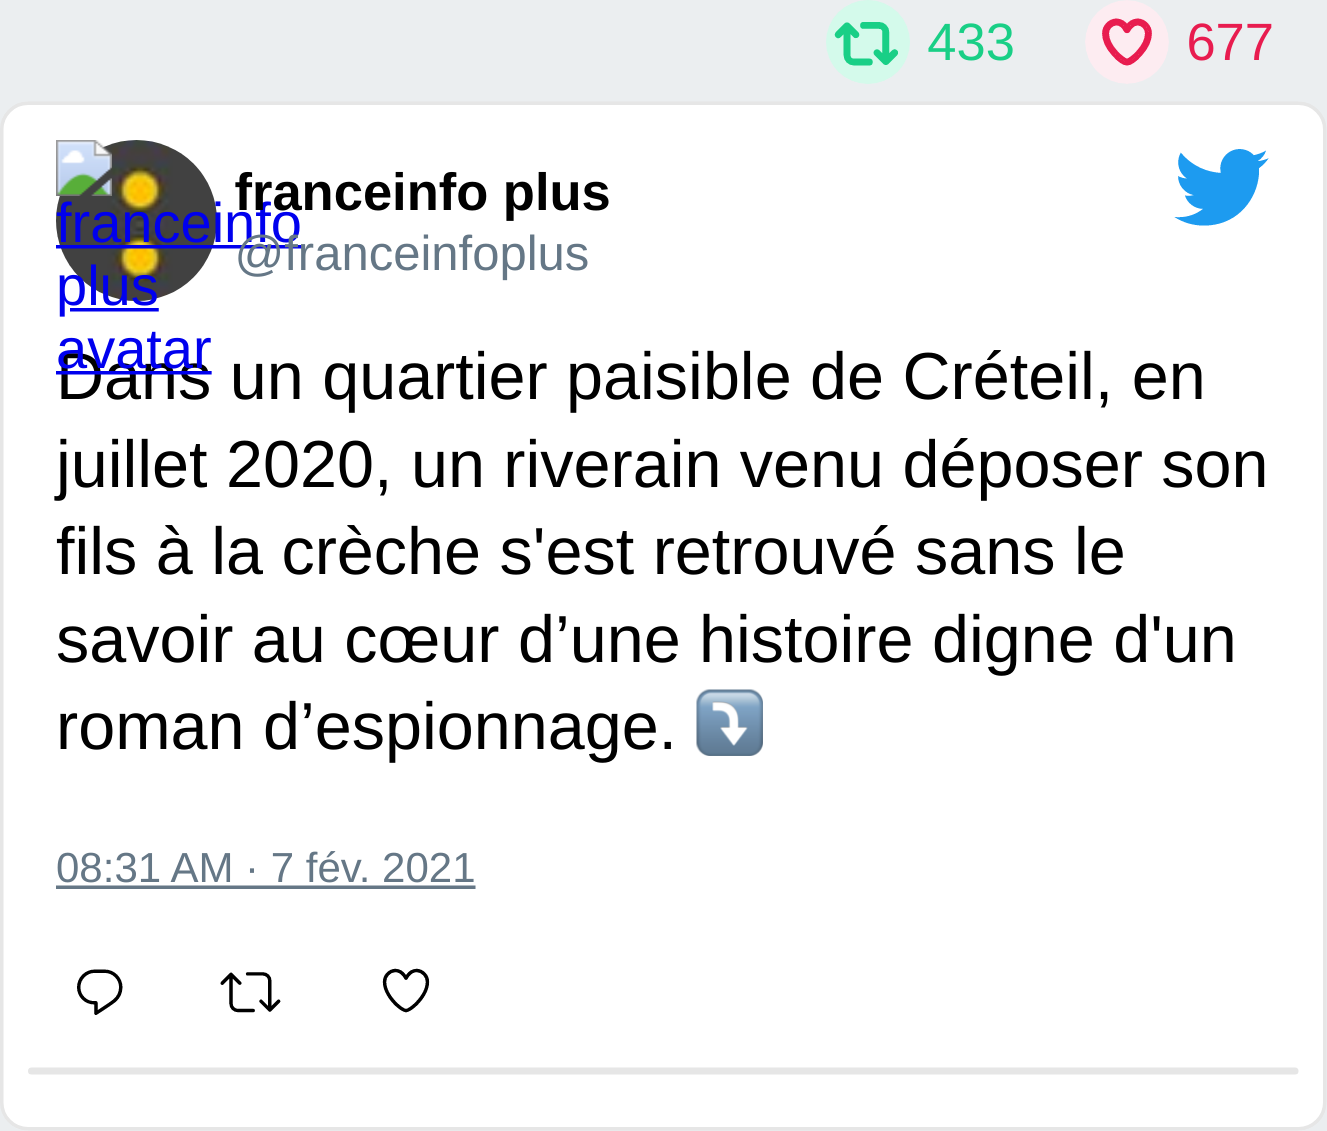 433 677
franceinfo plus
@franceinfoplus
franceinfo
plus
avatar
Dans un quartier paisible de Créteil, en
juillet 2020, un riverain venu déposer son
fils à la crèche s'est retrouvé sans le
savoir au cœur d’une histoire digne d'un
roman d’espionnage. ⤵️
08:31 AM · 7 fév. 2021